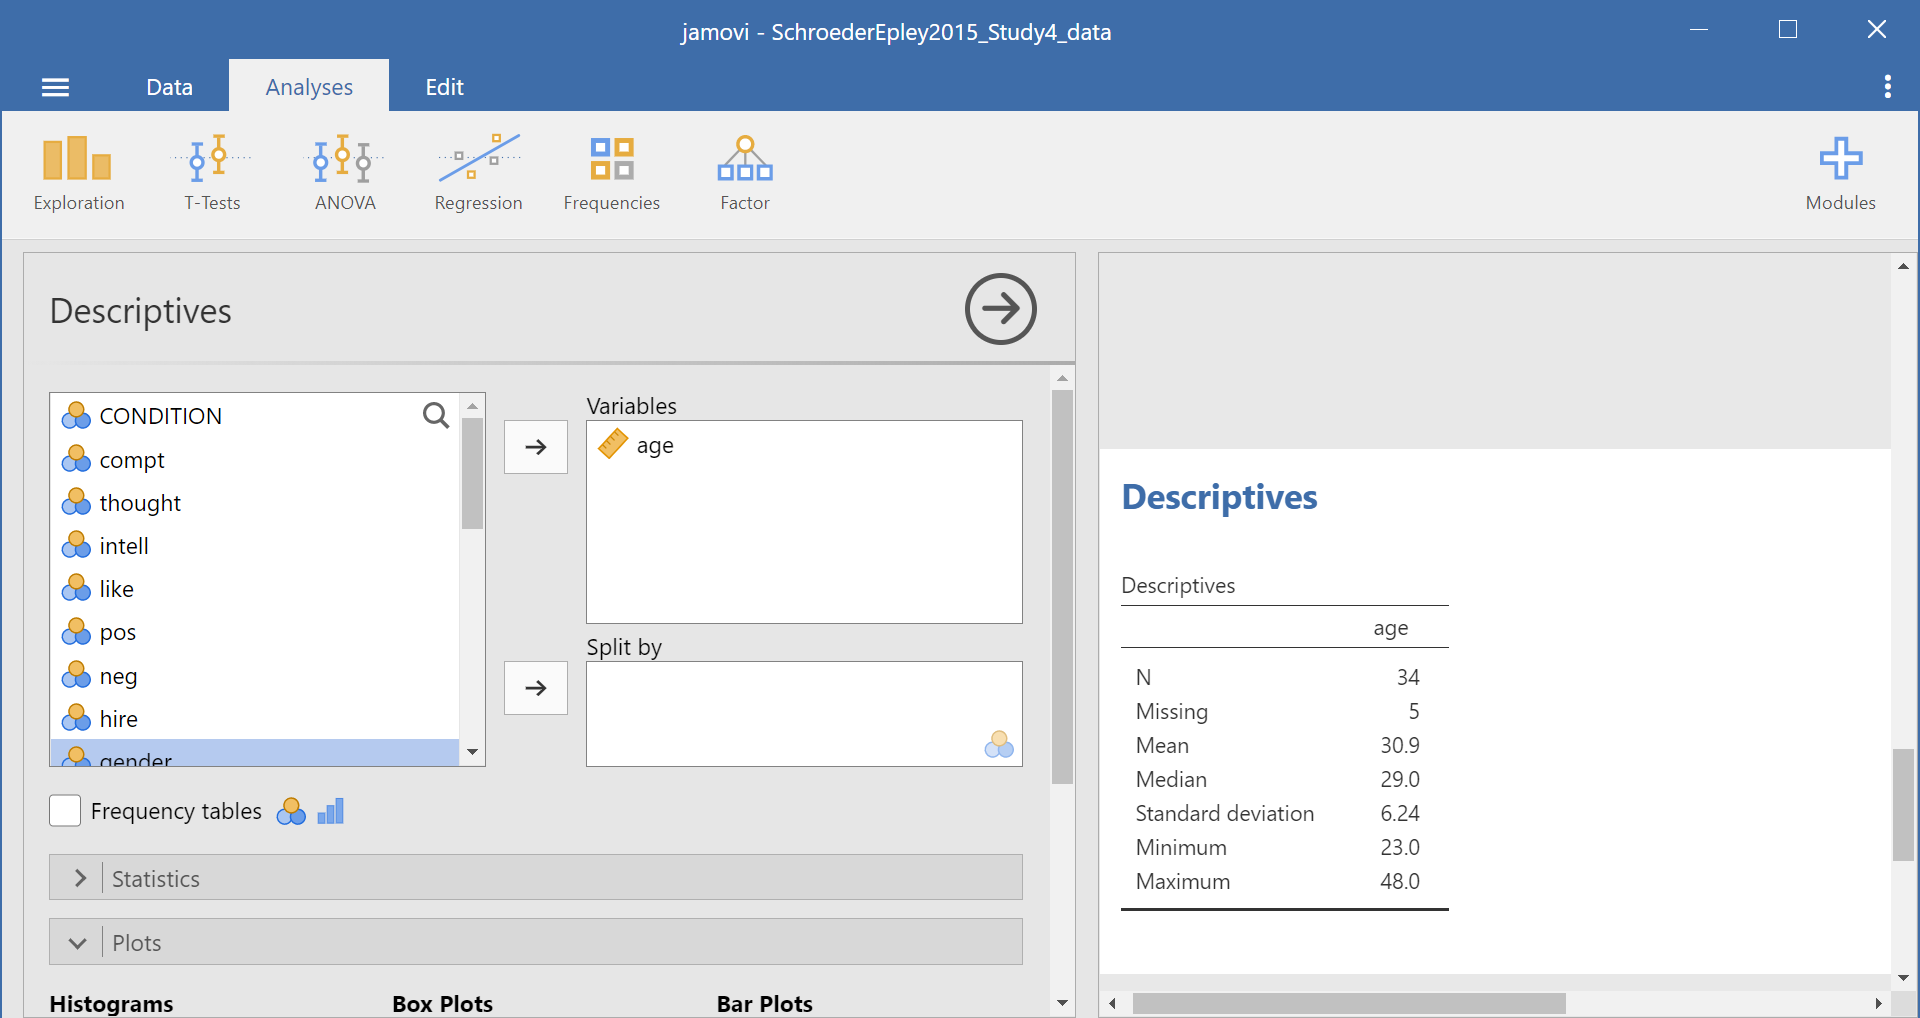 jamovi - SchroederEpley2015_Study4_data
Data
Analyses
Edit
Exploration
T-Tests
ANOVA
Regression
Frequencies
Factor
Modules
Descriptives
CONDITION
compt
thought
intell
like
pos
neg
hire
gender
Variables
age
Split by
Frequency tables
Statistics
Plots
Histograms
Box Plots
Bar Plots
Descriptives
Descriptives
age
N 34
Missing 5
Mean 30.9
Median 29.0
Standard deviation 6.24
Minimum 23.0
Maximum 48.0